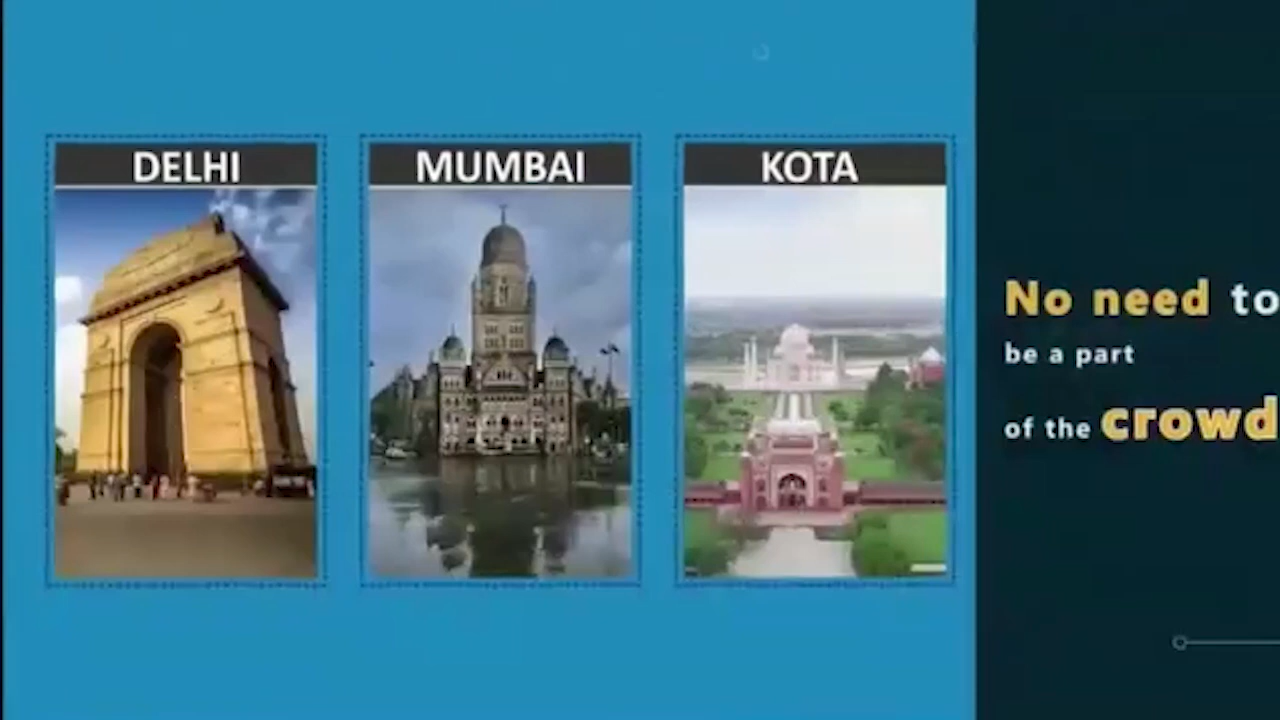 DELHI
MUMBAI
KOTA
No need to
be a part
of the crowd